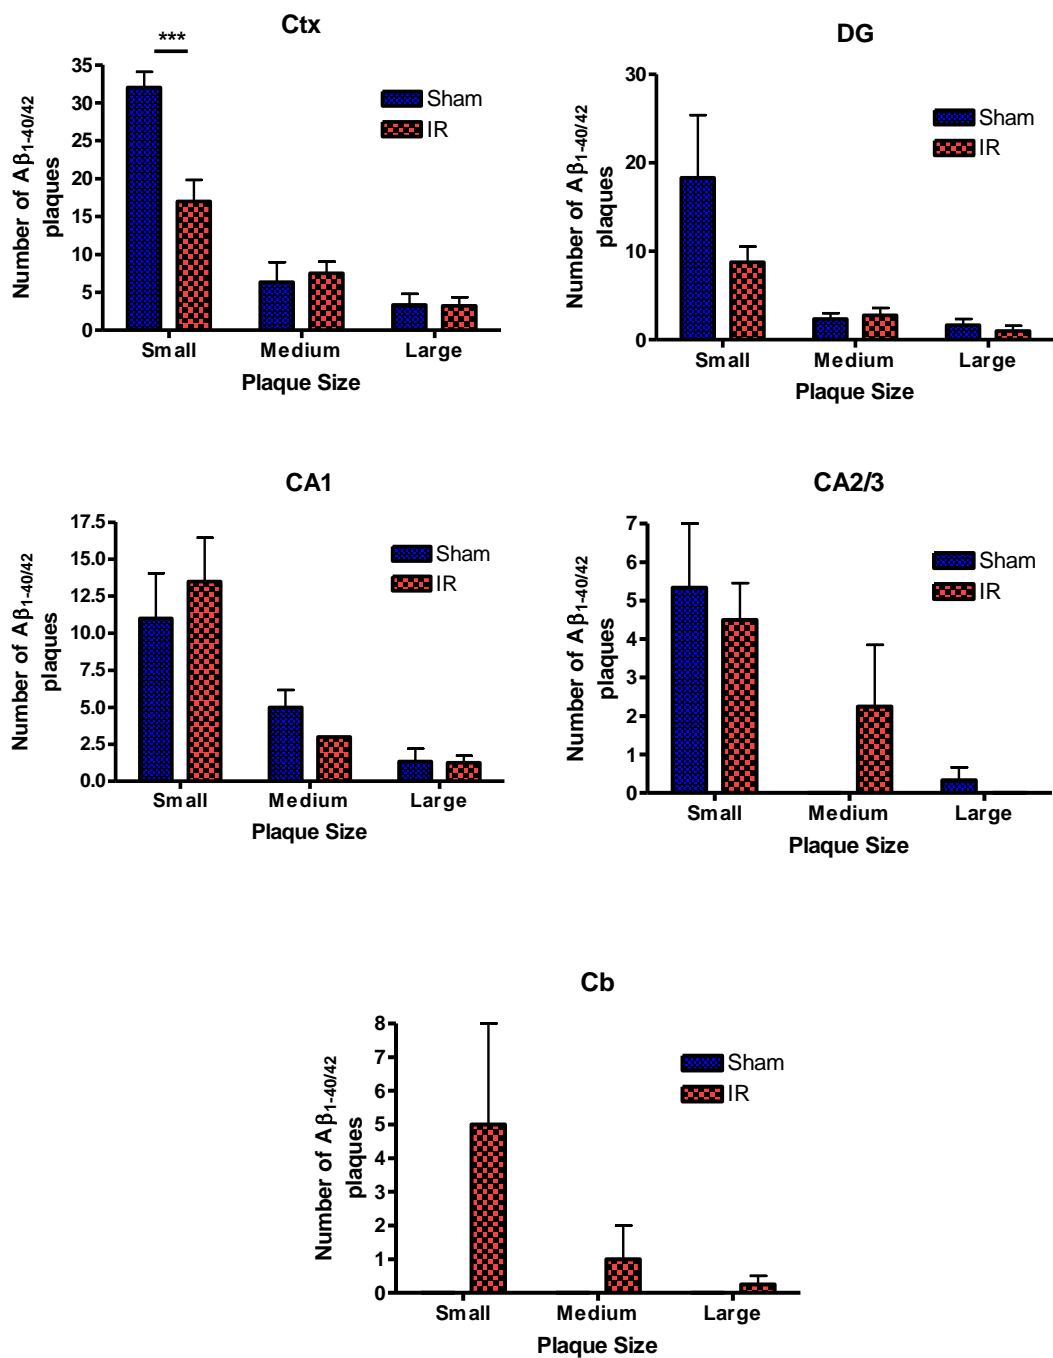 Ctx
***
Number of Aβ1-40/42
plaques
35
30
25
20
15
10
5
0
Sham
IR
Small Medium Large
Plaque Size
DG
Number of Aβ1-40/42
plaques
30
20
10
0
Sham
IR
Small Medium Large
Plaque Size
CA1
Number of Aβ1-40/42
plaques
17.5
15.0
12.5
10.0
7.5
5.0
2.5
0.0
Sham
IR
Small Medium Large
Plaque Size
CA2/3
Number of Aβ1-40/42
plaques
7
6
5
4
3
2
1
0
Sham
IR
Small Medium Large
Plaque Size
Cb
Number of Aβ1-40/42
plaques
8
7
6
5
4
3
2
1
0
Sham
IR
Small Medium Large
Plaque Size